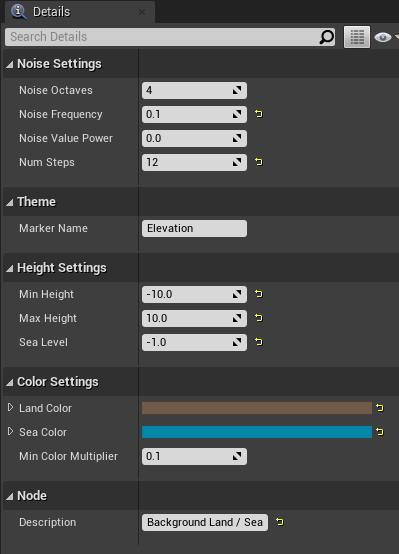 Details
Search Details
Noise Settings
Noise Octaves 4
Noise Frequency 0.1
Noise Value Power 0.0
Num Steps 12
Theme
Marker Name Elevation
Height Settings
Min Height -10.0
Max Height 10.0
Sea Level -1.0
Color Settings
Land Color
Sea Color
Min Color Multiplier 0.1
Node
Description Background Land / Sea